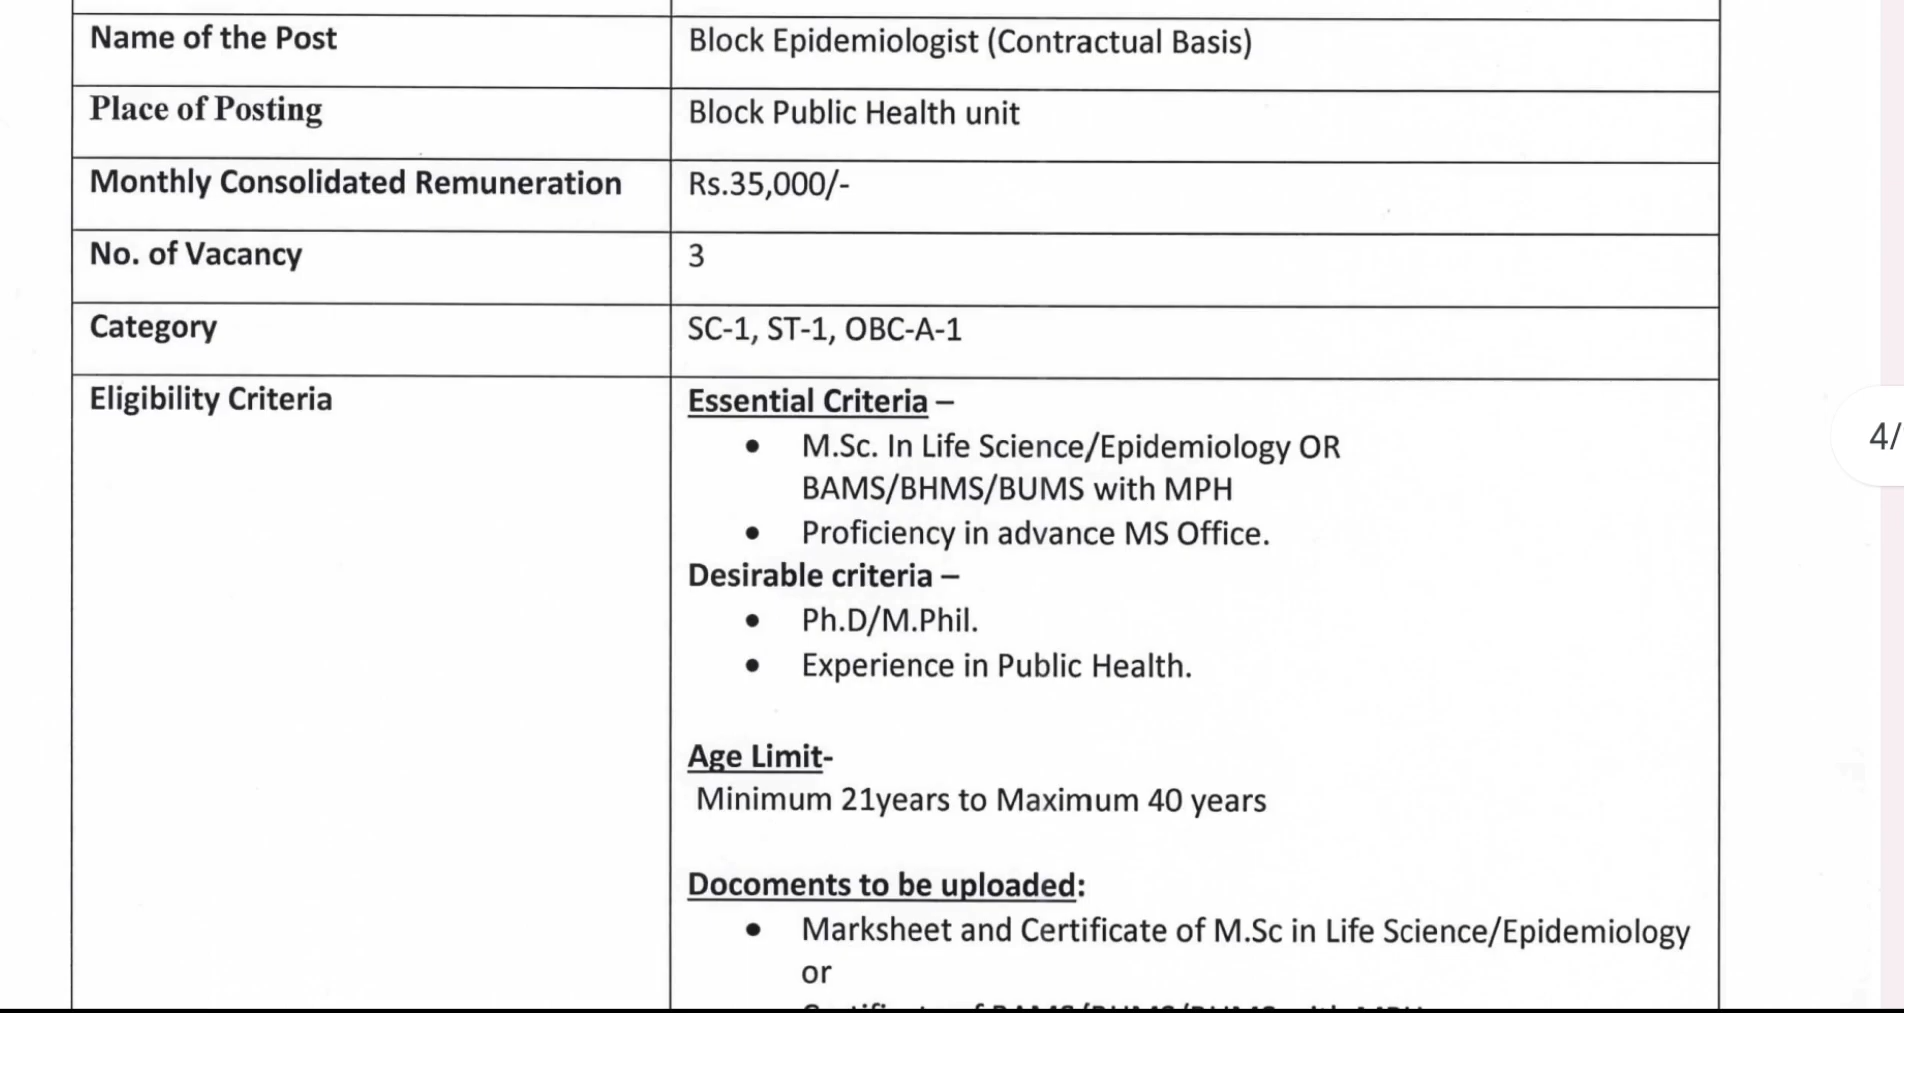 Name of the Post
Block Epidemiologist (Contractual Basis)
Place of Posting
Block Public Health unit
Monthly Consolidated Remuneration
Rs.35,000/-
No. of Vacancy
3
Category
SC-1, ST-1, OBC-A-1
Eligibility Criteria
Essential Criteria –
• M.Sc. In Life Science/Epidemiology OR
BAMS/BHMS/BUMS with MPH
• Proficiency in advance MS Office.
Desirable criteria –
• Ph.D/M.Phil.
• Experience in Public Health.
Age Limit-
Minimum 21years to Maximum 40 years
Docoments to be uploaded:
• Marksheet and Certificate of M.Sc in Life Science/Epidemiology
or
4/